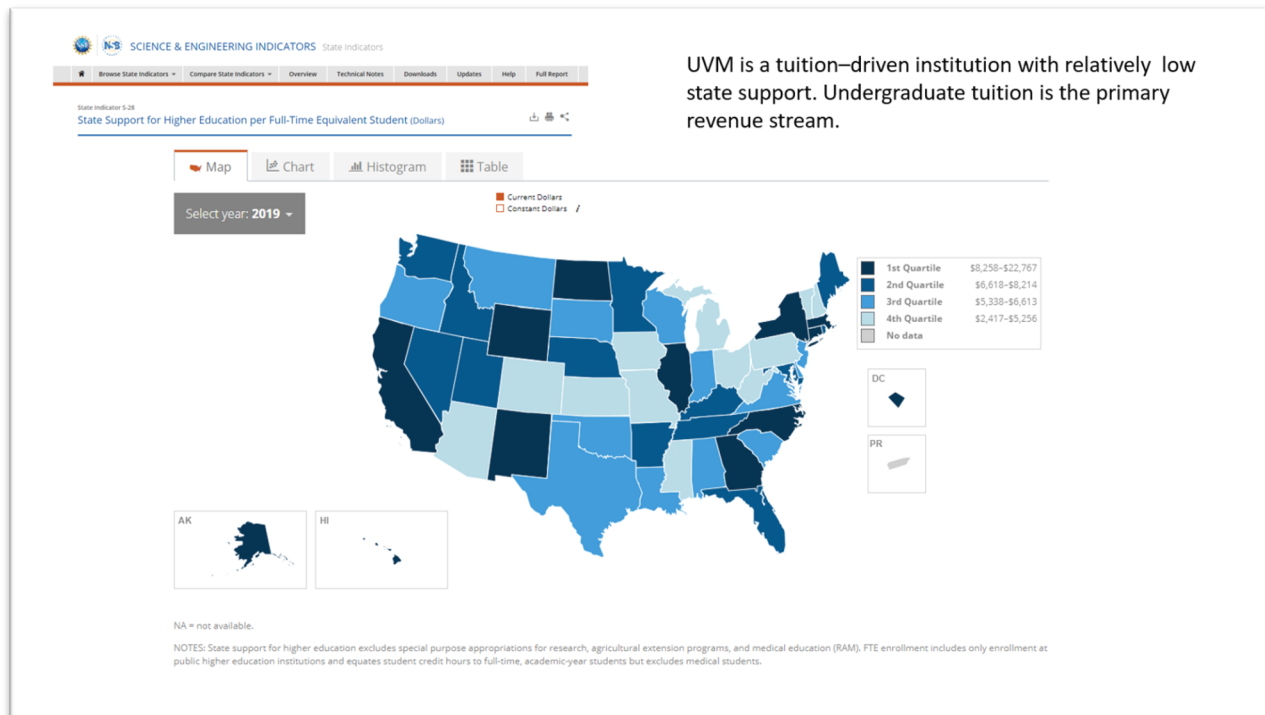 NSB SCIENCE & ENGINEERING INDICATORS State Indicators
Browse State Indicators Compare State Indicators Overview Technical Notes Downloads Updates Help Full Report
State Indicator S-28
State Support for Higher Education per Full-Time Equivalent Student (Dollars)
UVM is a tuition–driven institution with relatively low
state support. Undergraduate tuition is the primary
revenue stream.
Map Chart Histogram Table
Select year: 2019
Current Dollars
Constant Dollars /
1st Quartile $8,258–$22,767
2nd Quartile $6,618–$8,214
3rd Quartile $5,338–$6,613
4th Quartile $2,417–$5,256
No data
DC
PR
AK
HI
NA = not available.
NOTES: State support for higher education excludes special purpose appropriations for research, agricultural extension programs, and medical education (RAM). FTE enrollment includes only enrollment at
public higher education institutions and equates student credit hours to full-time, academic-year students but excludes medical students.